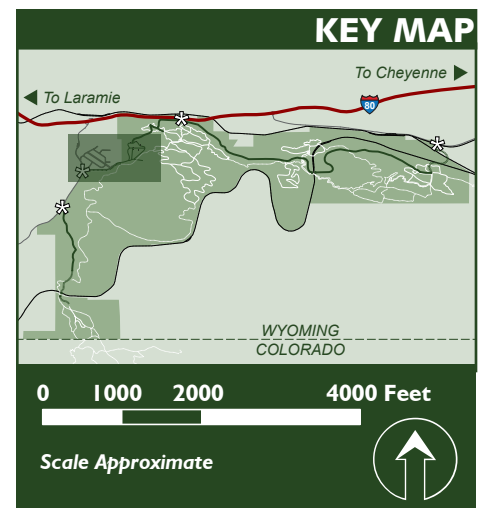 KEY MAP
To Cheyenne
To Laramie
80
WYOMING
COLORADO
0 1000 2000 4000 Feet
Scale Approximate